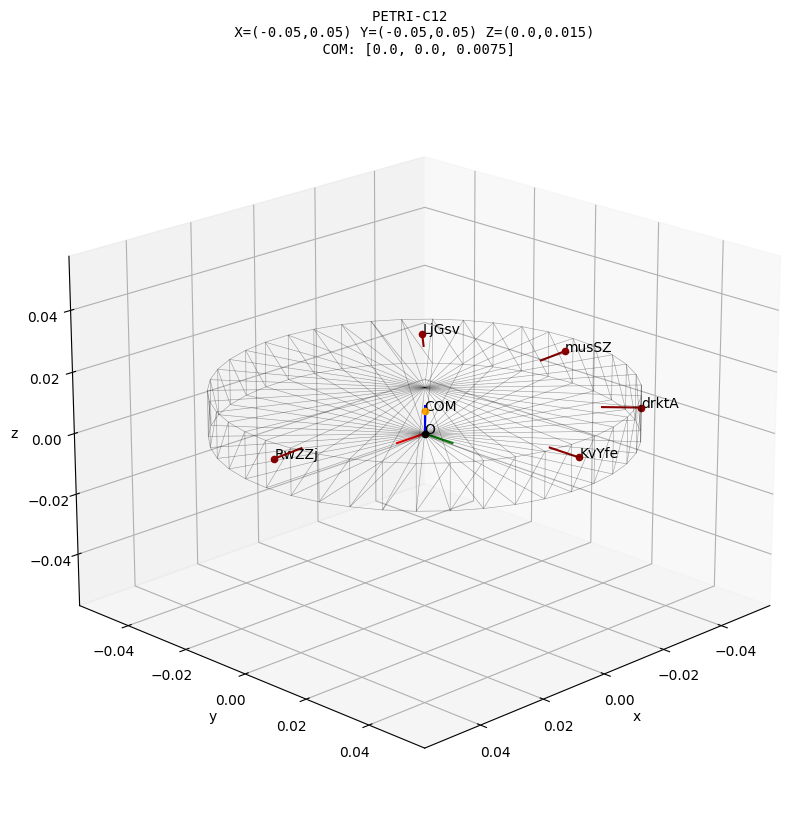 PETRI-C12
X=(-0.05,0.05) Y=(-0.05,0.05) Z=(0.0,0.015)
COM: [0.0, 0.0, 0.0075]
LjGsv
musSZ
drktA
COM
O
RwZZj
KvYfe
z
0.04
0.02
0.00
−0.02
−0.04
y
−0.04
−0.02
0.00
0.02
0.04
x
−0.04
−0.02
0.00
0.02
0.04